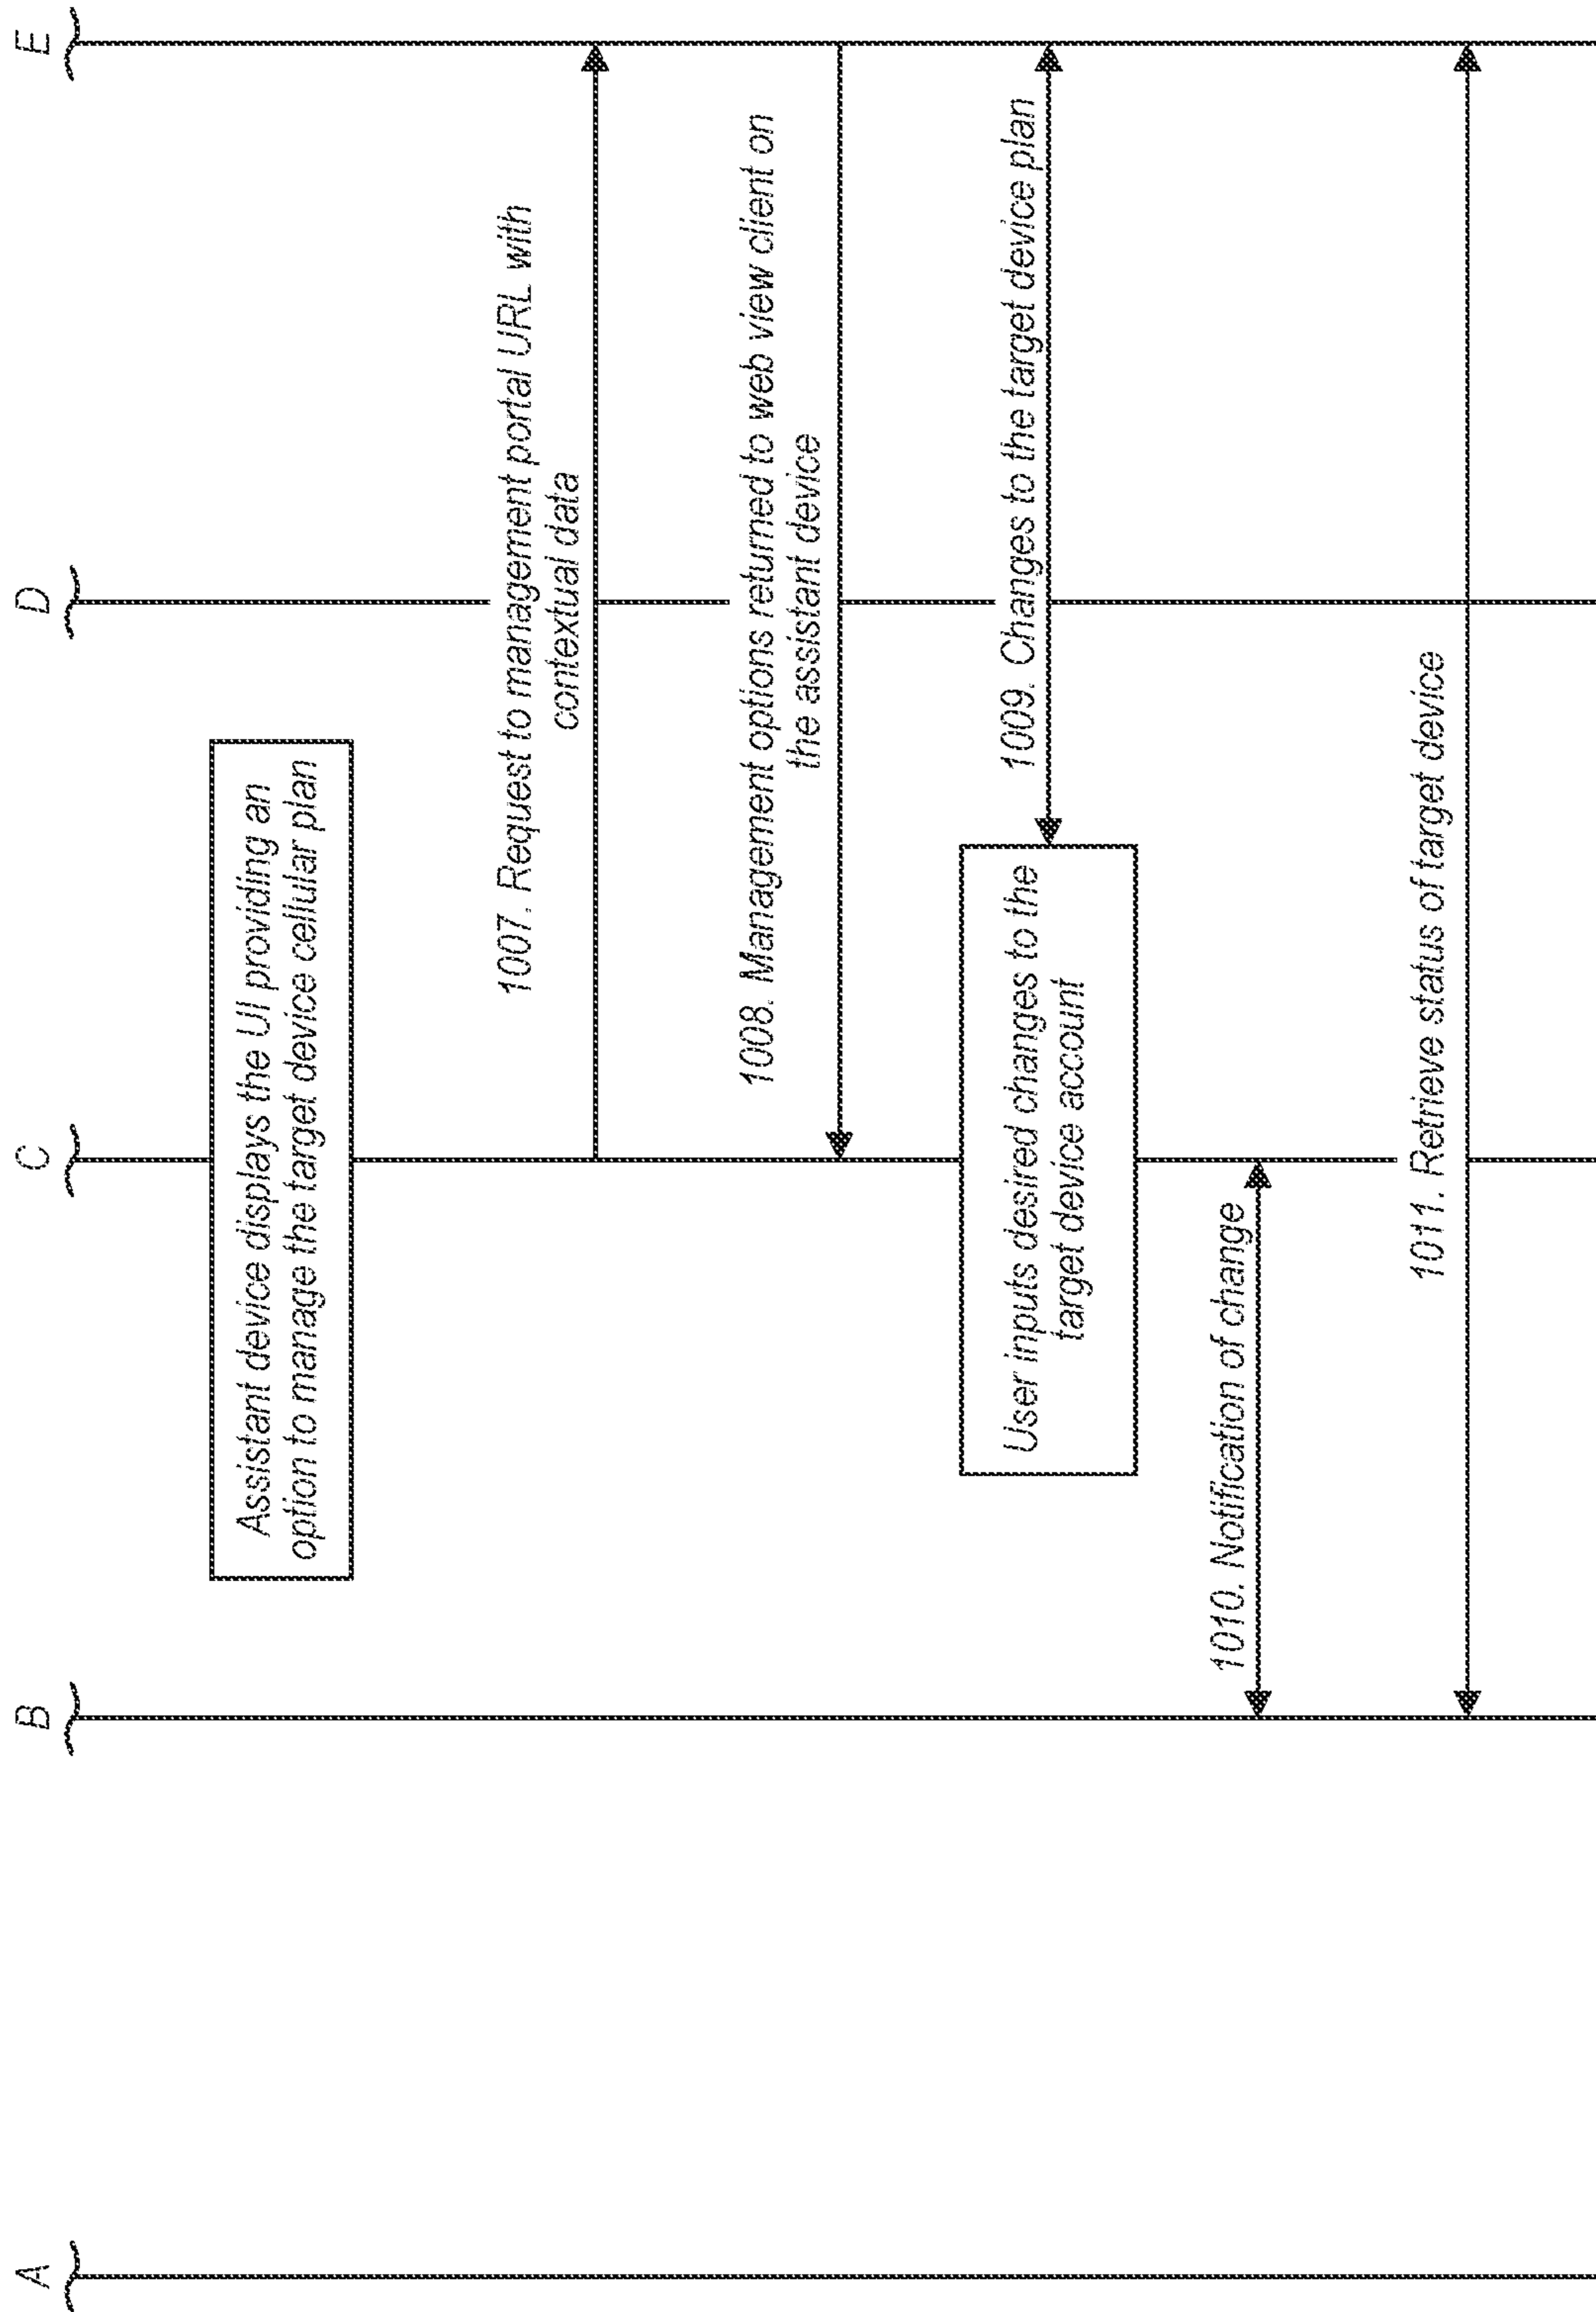 A
B
C
D
E
Assistant device displays the UI providing an
option to manage the target device cellular plan
1007. Request to management portal URL with
contextual data
1008. Management options returned to web view client on
the assistant device
User inputs desired changes to the
target device account
1009. Changes to the target device plan
1010. Notification of change
1011. Retrieve status of target device